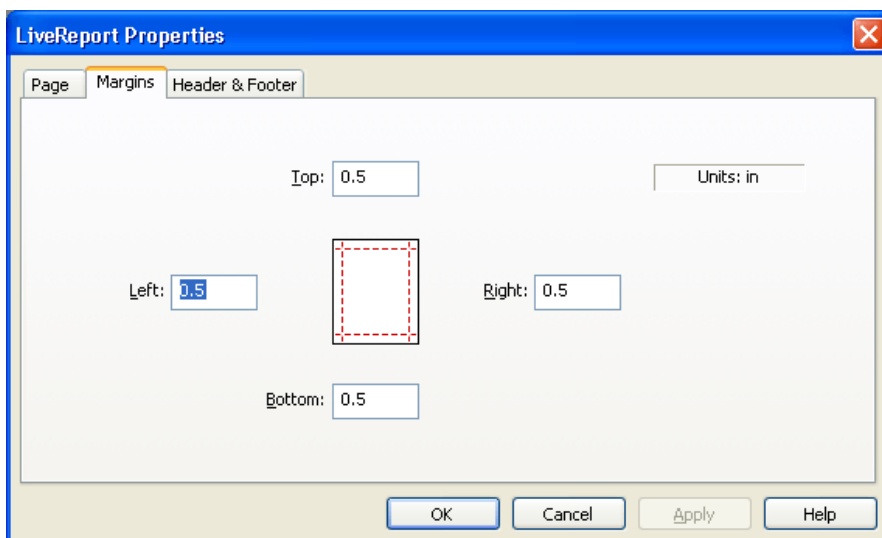 LiveReport Properties
Page Margins Header & Footer
Top: 0.5 Units: in
Left: 0.5 Right: 0.5
Bottom: 0.5
OK Cancel Apply Help